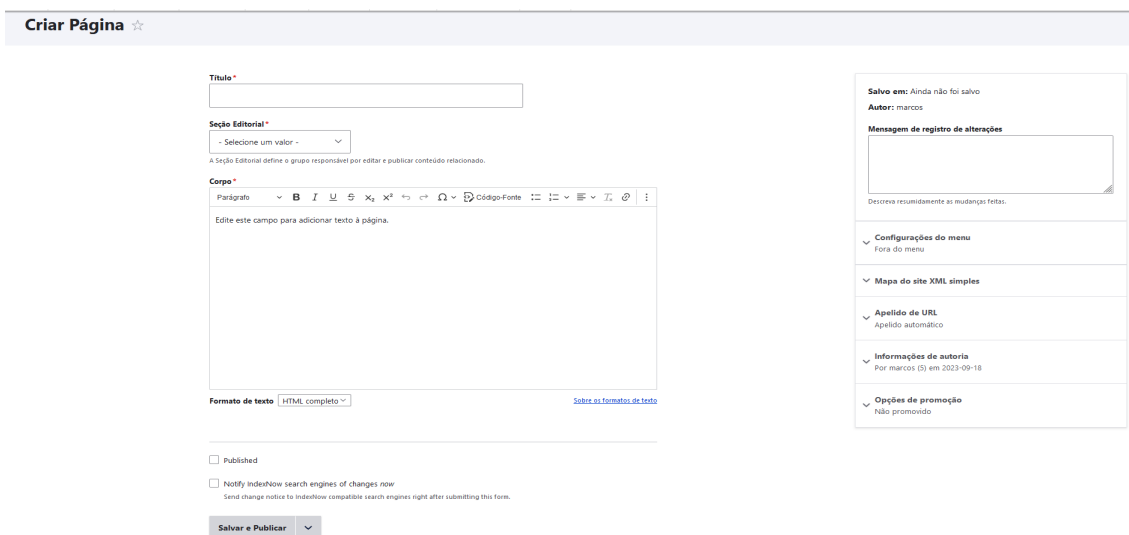 Criar Página
Título*
Seção Editorial*
- Selecione um valor -
A Seção Editorial define o grupo responsável por editar e publicar conteúdo relacionado.
Corpo*
Parágrafo B I U S x₂ x² Ω Código-Fonte
Edite este campo para adicionar texto à página.
Formato de texto HTML completo
Sobre os formatos de texto
Published
Notify IndexNow search engines of changes now
Send change notice to IndexNow compatible search engines right after submitting this form.
Salvar e Publicar
Salvo em: Ainda não foi salvo
Autor: marcos
Mensagem de registro de alterações
Descreva resumidamente as mudanças feitas.
Configurações do menu
Fora do menu
Mapa do site XML simples
Apelido de URL
Apelido automático
Informações de autoria
Por marcos (5) em 2023-09-18
Opções de promoção
Não promovido